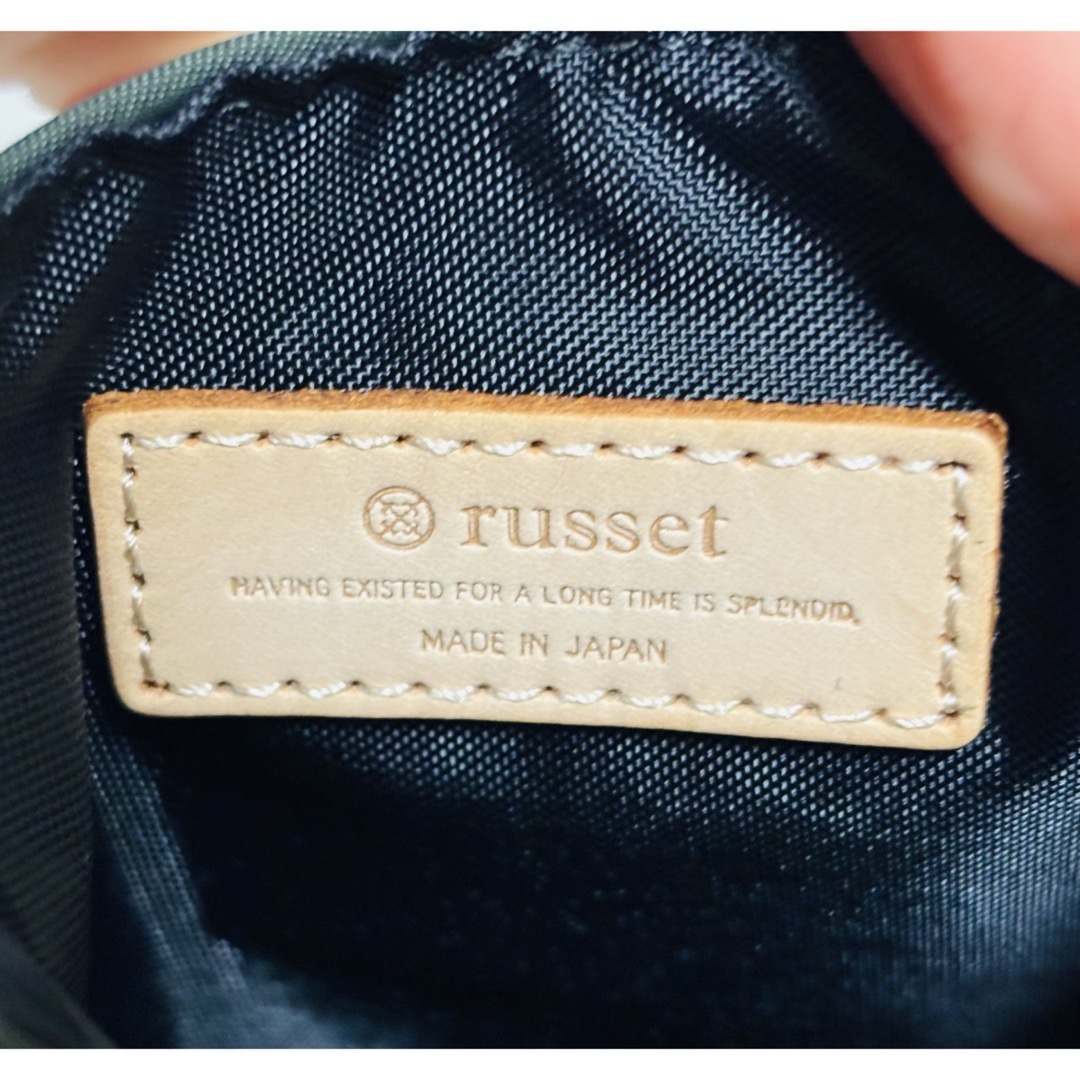 russet
HAVING EXISTED FOR A LONG TIME IS SPLENDID.
MADE IN JAPAN